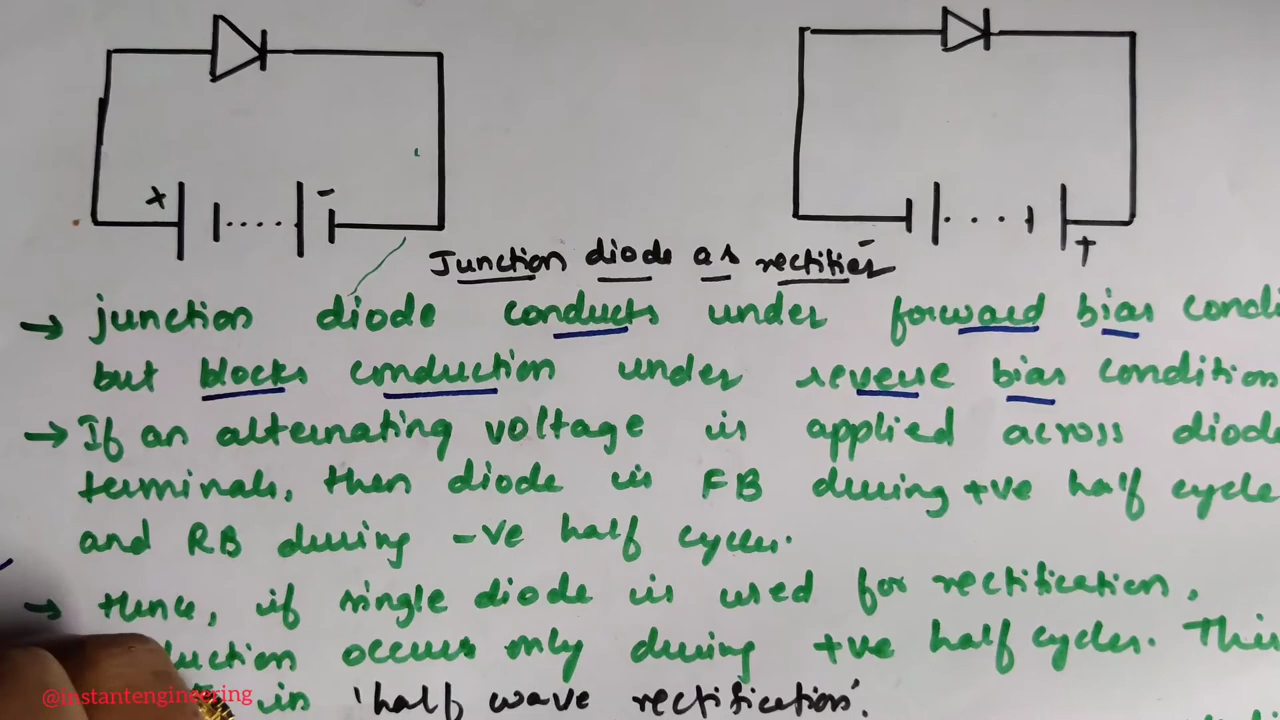 + -
- +
Junction diode as rectifier
→ junction diode conducts under forward bias condi
but blocks conduction under reverse bias condition
→ If an alternating voltage is applied across diode
terminals, then diode is FB during +ve half cycle
and RB during -ve half cycles.
→ Hence, if single diode is used for rectification,
duction occurs only during +ve half cycles. This
is 'half wave rectification'.
@instantengineering